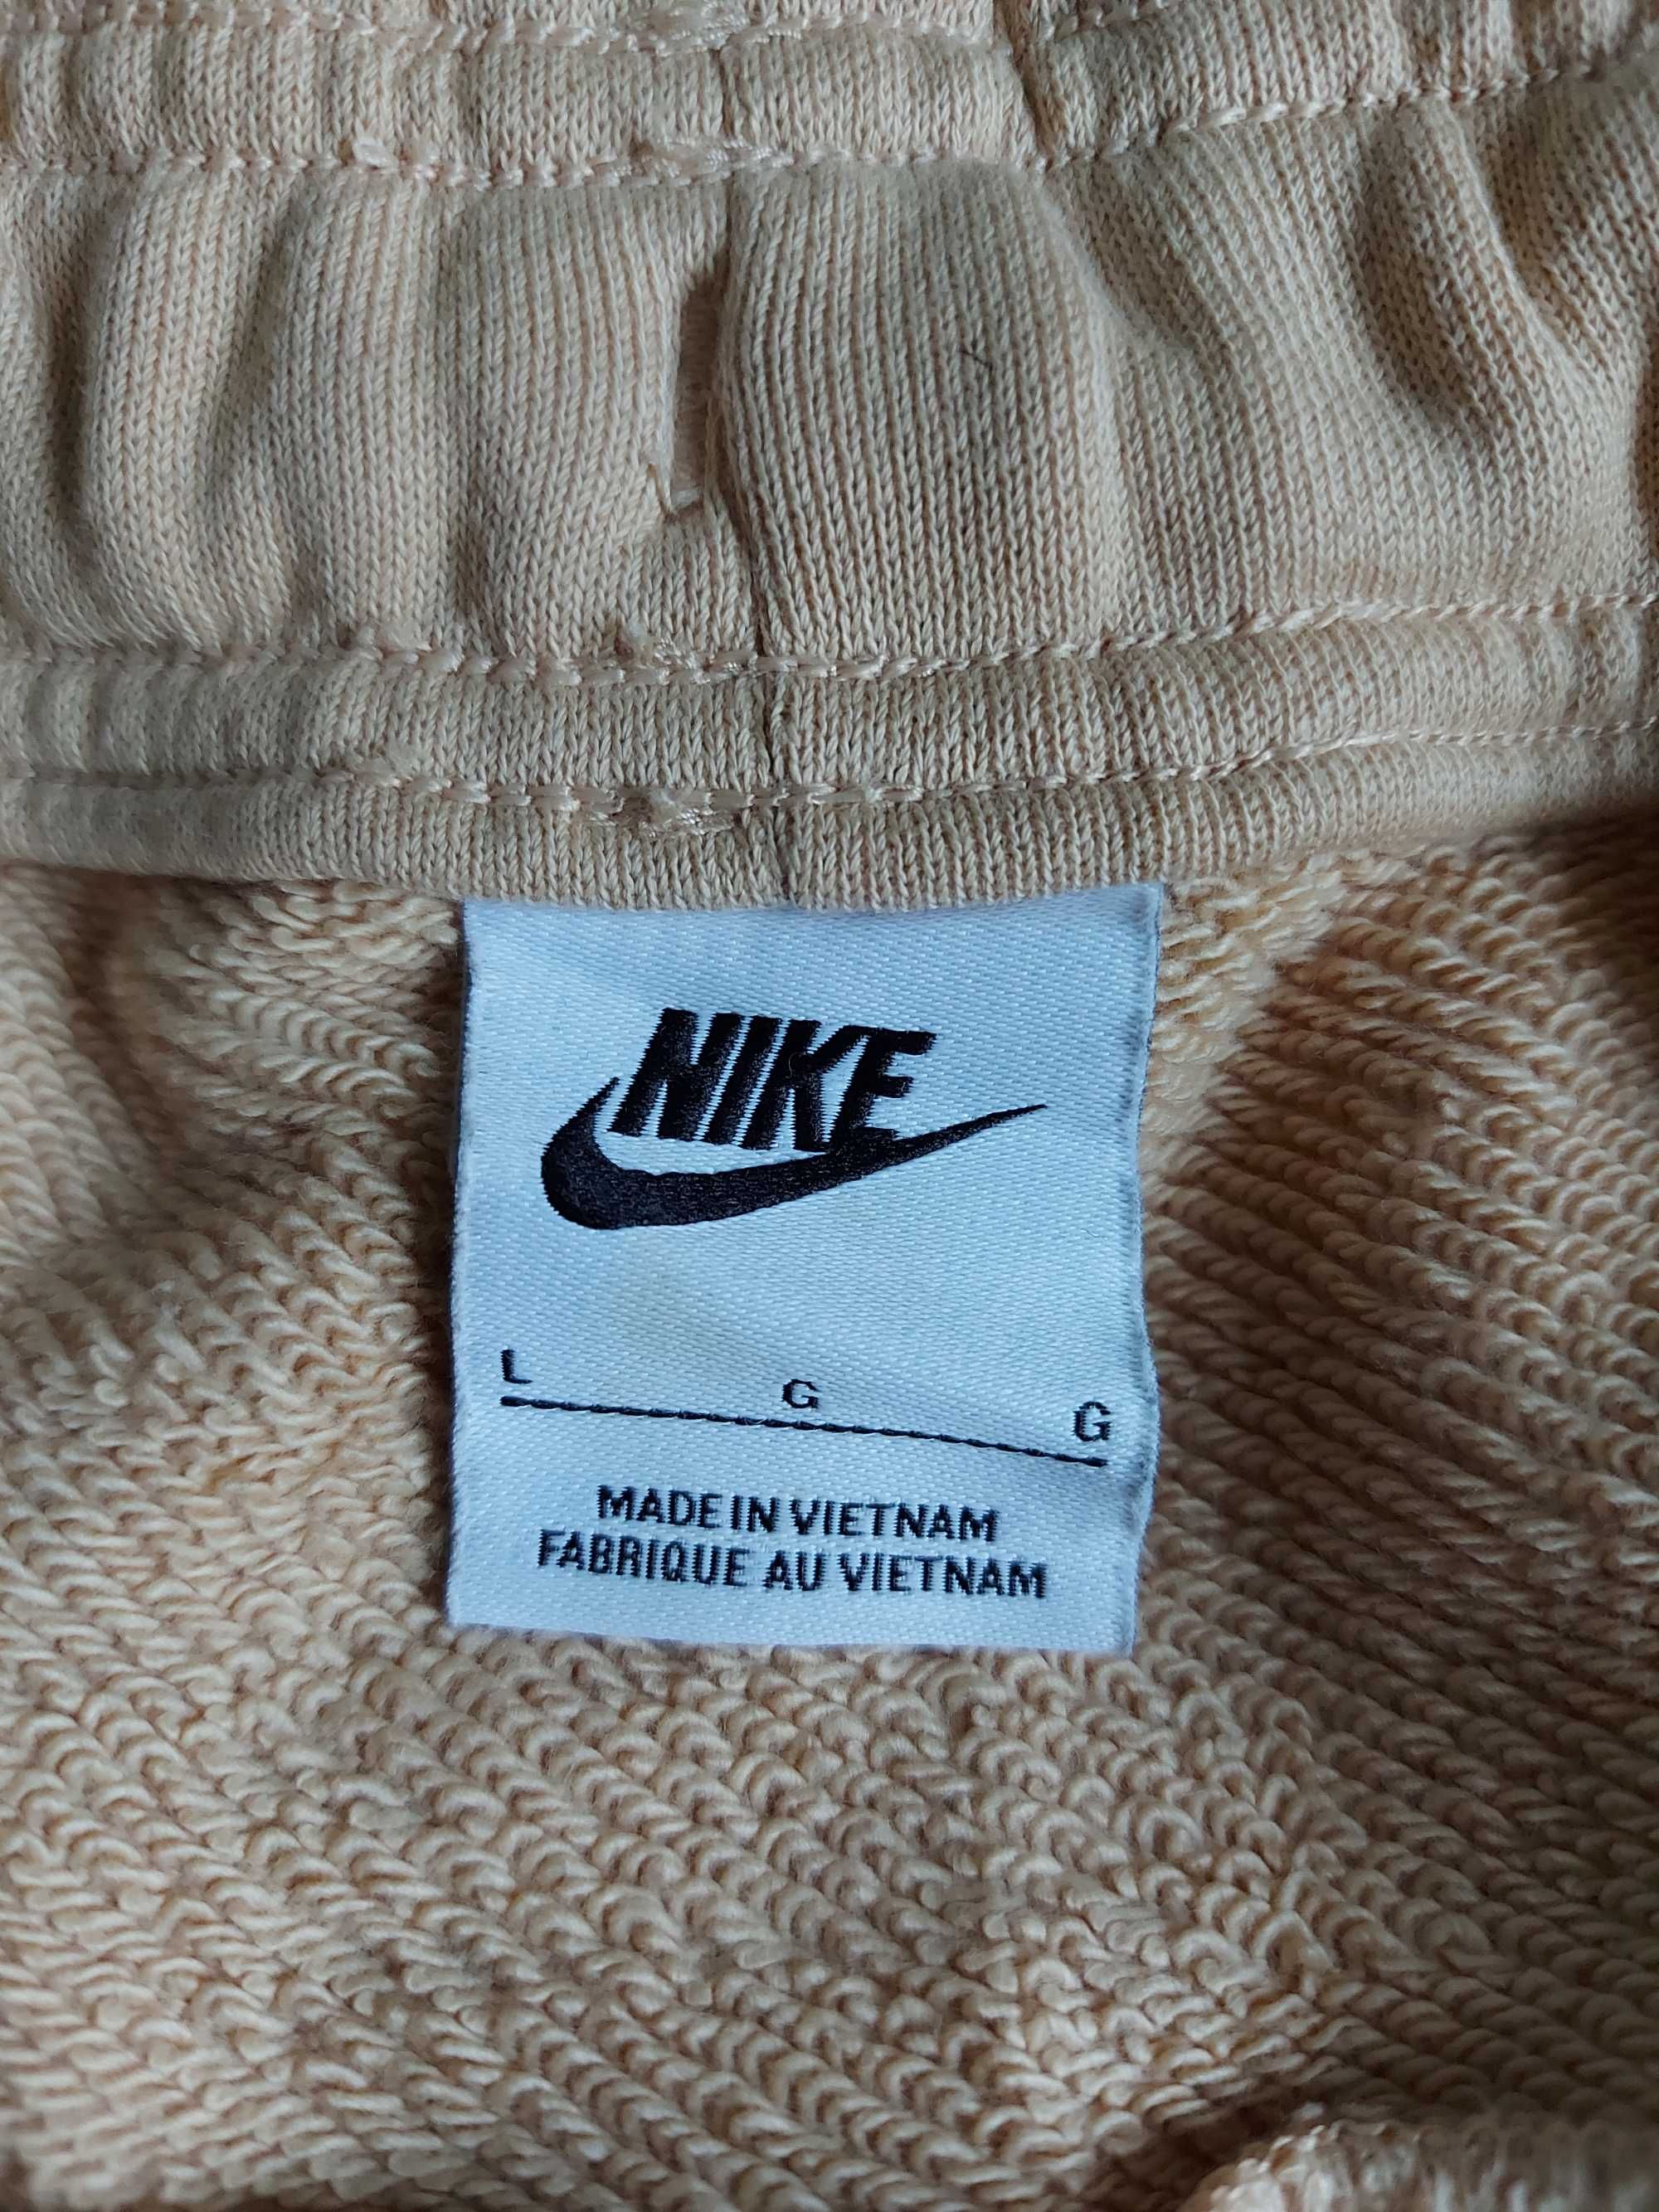 NIKE
L G G
MADE IN VIETNAM
FABRIQUE AU VIETNAM